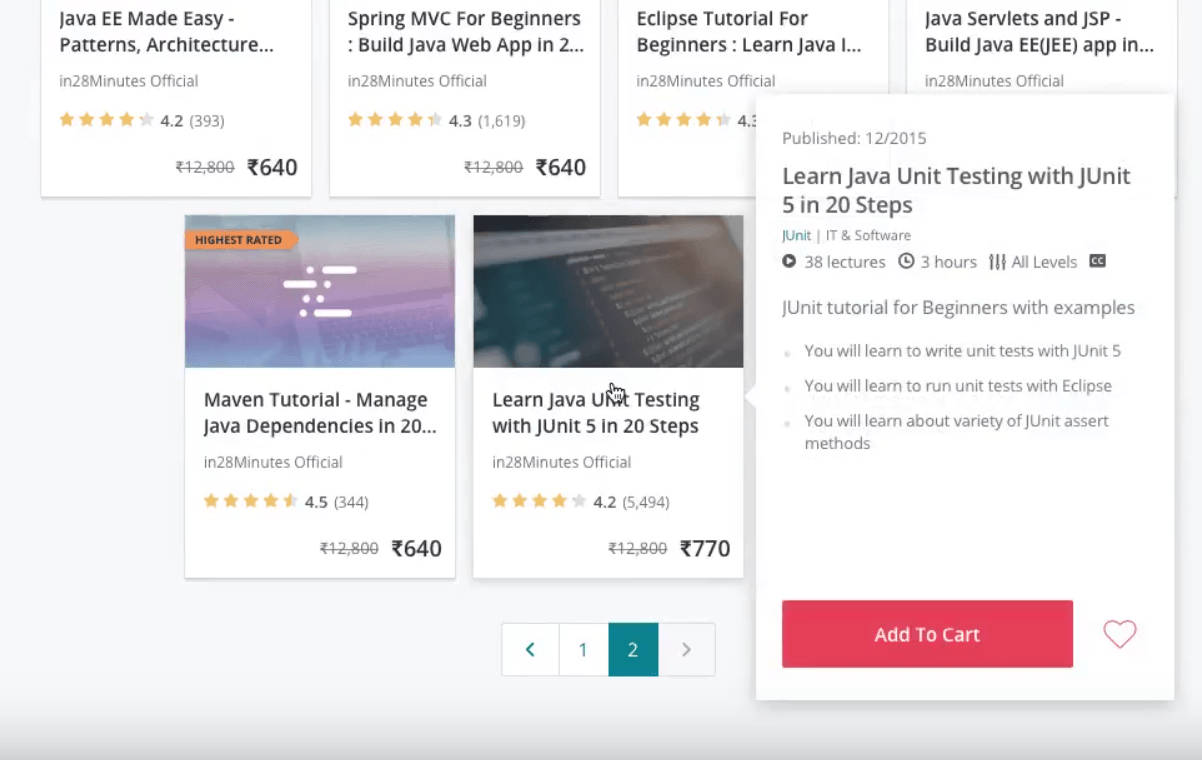 Java EE Made Easy -
Patterns, Architecture...
in28Minutes Official
4.2 (393)
₹12,800 ₹640
Spring MVC For Beginners
: Build Java Web App in 2...
in28Minutes Official
4.3 (1,619)
₹12,800 ₹640
Eclipse Tutorial For
Beginners : Learn Java I...
in28Minutes Official
4.3
Java Servlets and JSP -
Build Java EE(JEE) app in...
in28Minutes Official
HIGHEST RATED
Maven Tutorial - Manage
Java Dependencies in 20...
in28Minutes Official
4.5 (344)
₹12,800 ₹640
Learn Java Unit Testing
with JUnit 5 in 20 Steps
in28Minutes Official
4.2 (5,494)
₹12,800 ₹770
Published: 12/2015
Learn Java Unit Testing with JUnit
5 in 20 Steps
JUnit | IT & Software
38 lectures 3 hours All Levels CC
JUnit tutorial for Beginners with examples
You will learn to write unit tests with JUnit 5
You will learn to run unit tests with Eclipse
You will learn about variety of JUnit assert
methods
Add To Cart
1 2